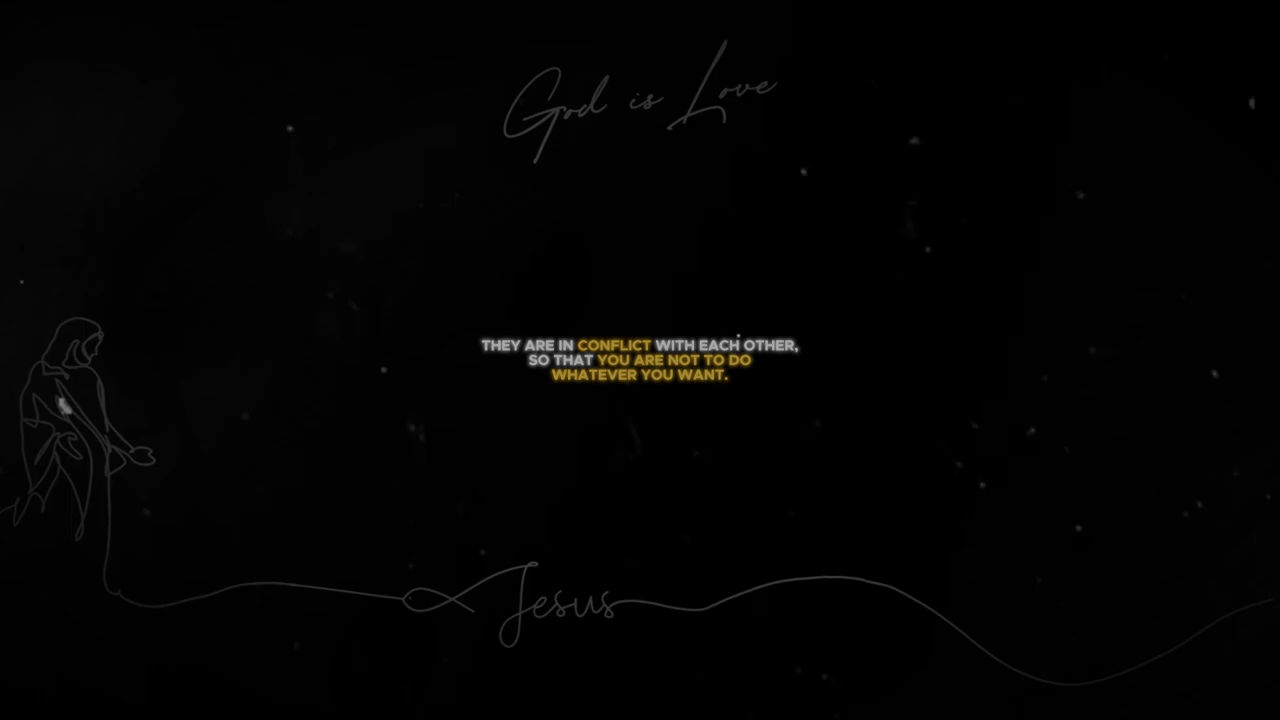 God is Love
THEY ARE IN CONFLICT WITH EACH OTHER,
SO THAT YOU ARE NOT TO DO
WHATEVER YOU WANT.
Jesus